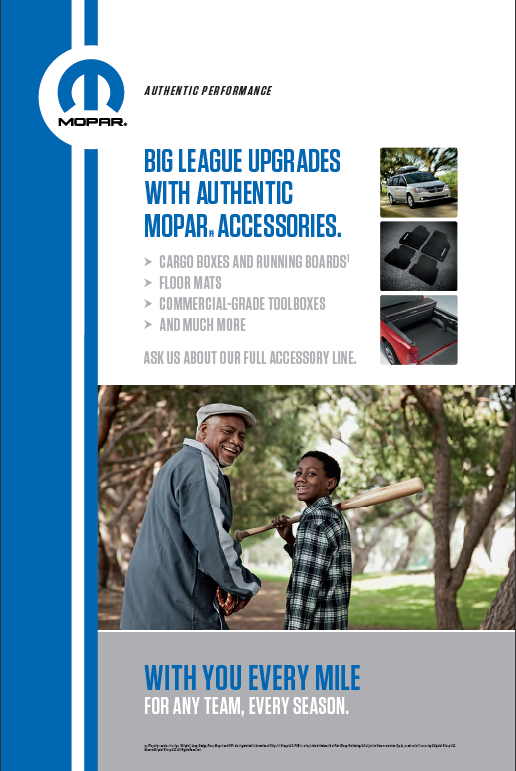 MOPAR®
AUTHENTIC PERFORMANCE
BIG LEAGUE UPGRADES
WITH AUTHENTIC
MOPAR® ACCESSORIES.
➤ CARGO BOXES AND RUNNING BOARDS¹
➤ FLOOR MATS
➤ COMMERCIAL-GRADE TOOLBOXES
➤ AND MUCH MORE
ASK US ABOUT OUR FULL ACCESSORY LINE.
WITH YOU EVERY MILE
FOR ANY TEAM, EVERY SEASON.